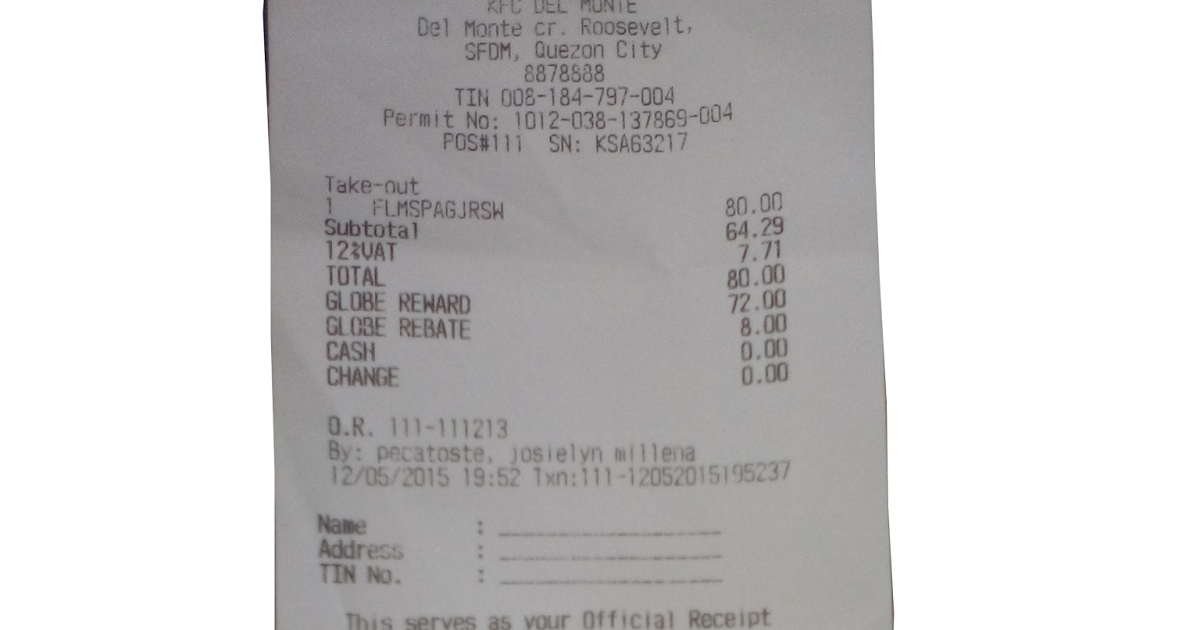 KFC DEL MONTE
Del Monte cr. Roosevelt,
SFDM, Quezon City
8878888
TIN 008-184-797-004
Permit No: 1012-038-137869-004
POS#111 SN: KSA63217
Take-out
1 FLMSPAGJRSW 80.00
Subtotal 64.29
12%VAT 7.71
TOTAL 80.00
GLOBE REWARD 72.00
GLOBE REBATE 8.00
CASH 0.00
CHANGE 0.00
O.R. 111-111213
By: pecatoste, josielyn millena
12/05/2015 19:52 Txn:111-12052015195237
Name : ____________________
Address : ____________________
TIN No. : ____________________
This serves as your Official Receipt